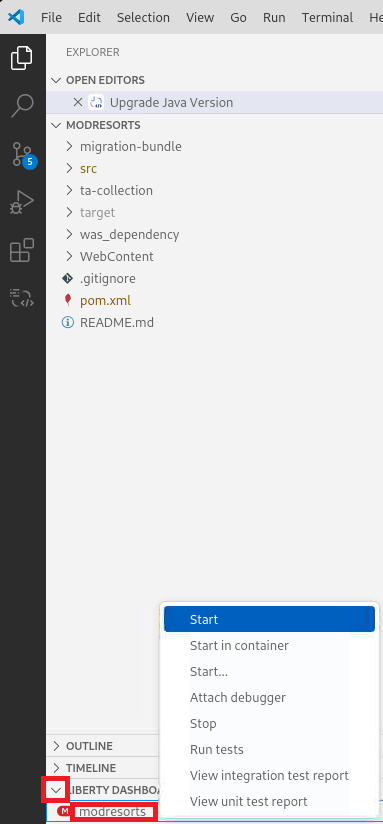 File Edit Selection View Go Run Terminal
EXPLORER
OPEN EDITORS
Upgrade Java Version
MODRESORTS
migration-bundle
src
5
ta-collection
target
was_dependency
WebContent
.gitignore
pom.xml
README.md
Start
Start in container
Start...
Attach debugger
Stop
Run tests
View integration test report
View unit test report
OUTLINE
TIMELINE
LIBERTY DASHBOA
M modresorts